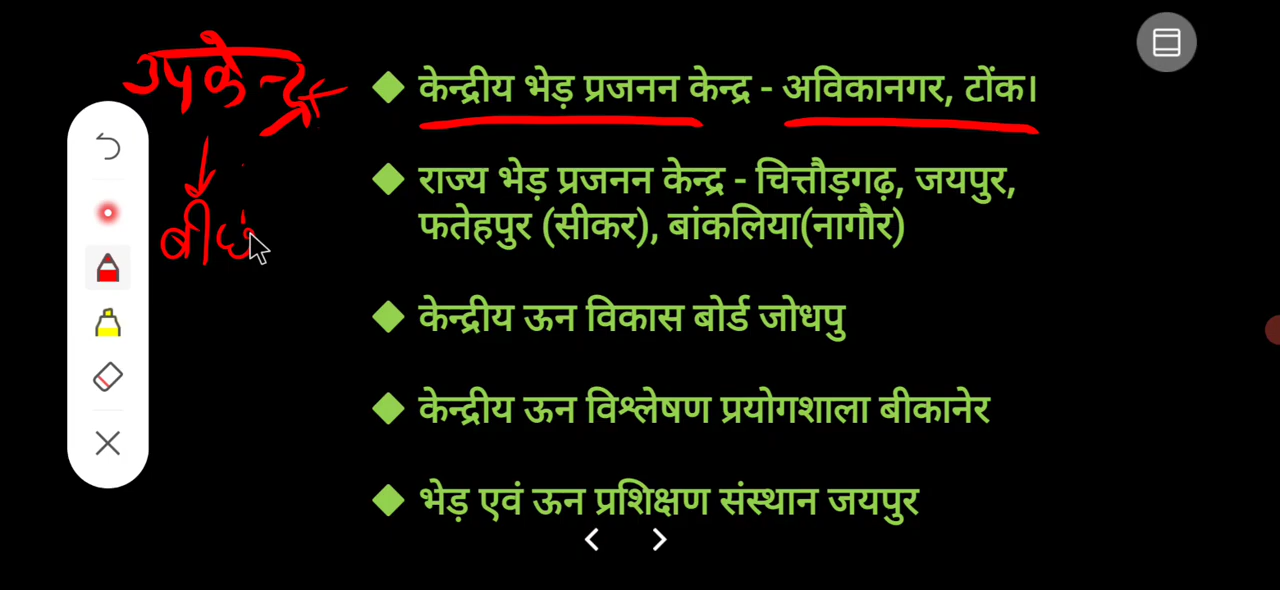 उपकेन्द्र
केन्द्रीय भेड़ प्रजनन केन्द्र - अविकानगर, टोंक।
राज्य भेड़ प्रजनन केन्द्र - चित्तौड़गढ़, जयपुर,
फतेहपुर (सीकर), बांकलिया(नागौर)
केन्द्रीय ऊन विकास बोर्ड जोधपु
केन्द्रीय ऊन विश्लेषण प्रयोगशाला बीकानेर
भेड़ एवं ऊन प्रशिक्षण संस्थान जयपुर